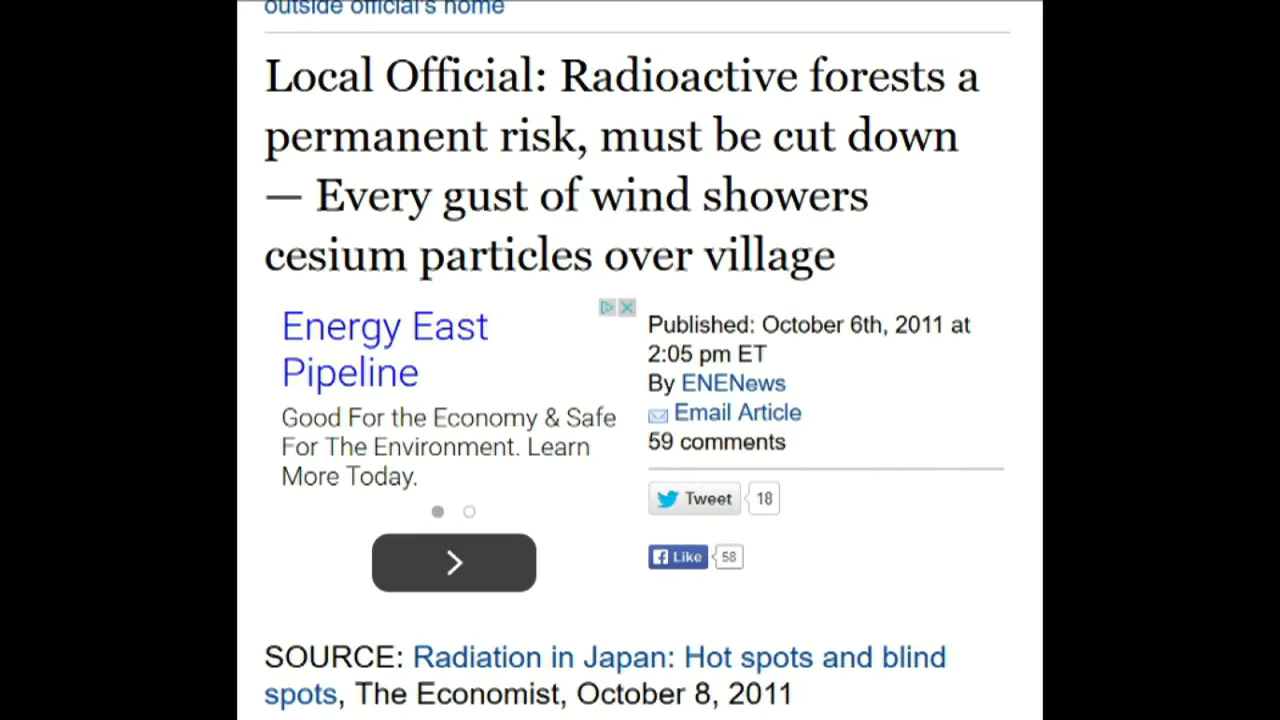 outside official's home
Local Official: Radioactive forests a
permanent risk, must be cut down
— Every gust of wind showers
cesium particles over village
Energy East
Pipeline
Good For the Economy & Safe
For The Environment. Learn
More Today.
Published: October 6th, 2011 at
2:05 pm ET
By ENENews
Email Article
59 comments
Tweet 18
Like 58
SOURCE: Radiation in Japan: Hot spots and blind
spots, The Economist, October 8, 2011